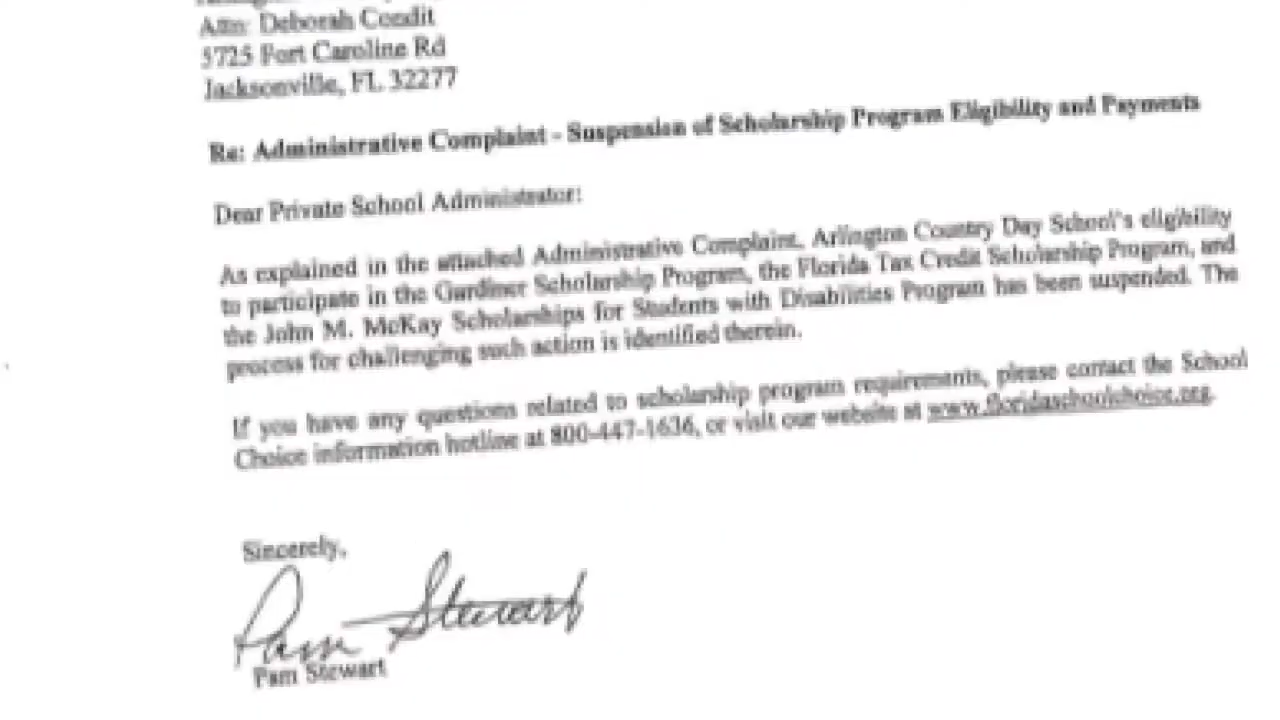 Attn: Deborah Condit
5725 Fort Caroline Rd
Jacksonville, FL 32277
Re: Administrative Complaint - Suspension of Scholarship Program Eligibility and Payments
Dear Private School Administrator:
As explained in the attached Administrative Complaint, Arlington Country Day School's eligibility
to participate in the Gardiner Scholarship Program, the Florida Tax Credit Scholarship Program, and
the John M. McKay Scholarships for Students with Disabilities Program has been suspended. The
process for challenging such action is identified therein.
If you have any questions related to scholarship program requirements, please contact the School
Choice information hotline at 800-447-1636, or visit our website at www.floridaschoolchoice.org.
Sincerely,
Pam Stewart
Pam Stewart